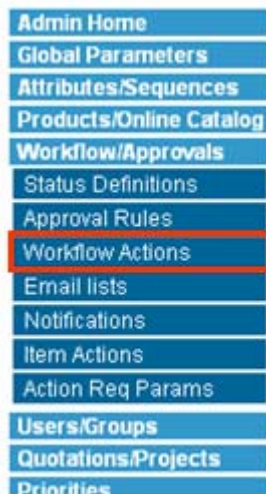 Admin Home
Global Parameters
Attributes/Sequences
Products/Online Catalog
Workflow/Approvals
Status Definitions
Approval Rules
Workflow Actions
Email lists
Notifications
Item Actions
Action Req Params
Users/Groups
Quotations/Projects
Priorities